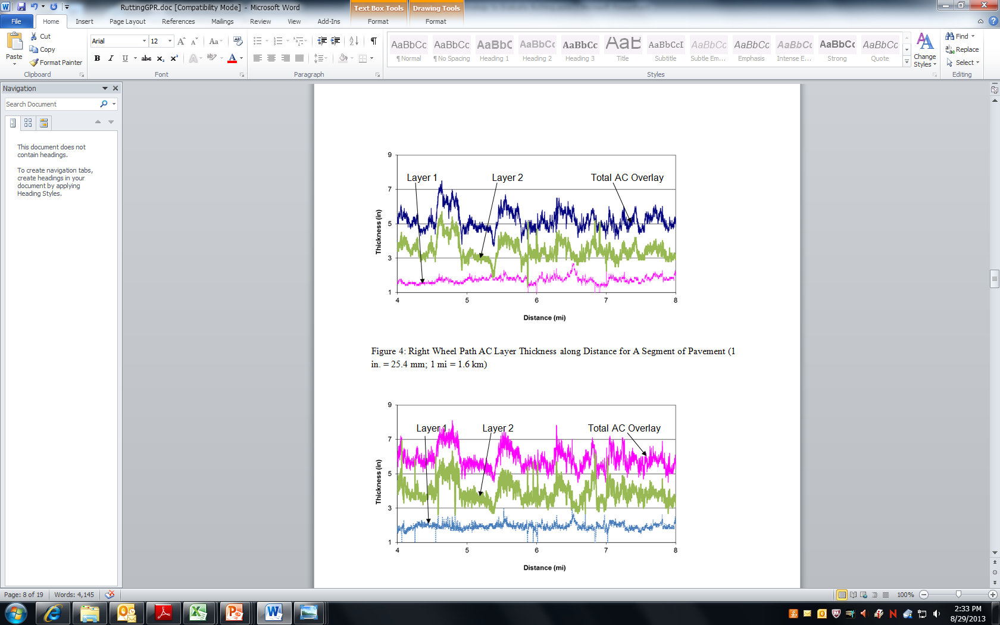 RuttingGPR.doc [Compatibility Mode] - Microsoft Word
Text Box Tools
Drawing Tools
File
Home
Insert
Page Layout
References
Mailings
Review
View
Add-Ins
Format
Format
Paste
Cut
Copy
Format Painter
Clipboard
Arial
12
B I U abc X₂ X²
Font
Paragraph
AaBbCc
¶ Normal
AaBbCc
¶ No Spacing
AaBbC
Heading 1
AaBbCc
Heading 2
AaBbCc
Heading 3
AaB
Title
AaBbCcI
Subtitle
AaBbCc
Subtle Em...
AaBbCc
Emphasis
AaBbCc
Intense E...
AaBbCc
Strong
AaBbCc
Quote
Styles
Change
Styles
Find
Replace
Select
Editing
Navigation
Search Document
This document does not
contain headings.
To create navigation tabs,
create headings in your
document by applying
Heading Styles.
9
7
5
3
1
Thickness (in)
Layer 1
Layer 2
Total AC Overlay
4 5 6 7 8
Distance (mi)
Figure 4: Right Wheel Path AC Layer Thickness along Distance for A Segment of Pavement (1
in. = 25.4 mm; 1 mi = 1.6 km)
9
7
5
3
1
Thickness (in)
Layer 1
Layer 2
Total AC Overlay
4 5 6 7 8
Distance (mi)
Page: 8 of 19
Words: 4,145
100%
2:33 PM
8/29/2013